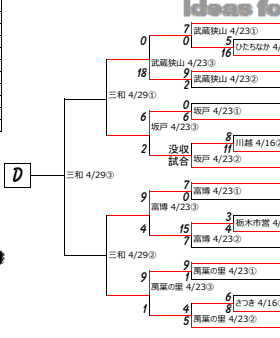 Ideas fo
7
武蔵狭山 4/23①
0
0
5
ひたちなか 4/
16
武蔵狭山 4/23③
18
9
武蔵狭山 4/23②
2
三和 4/29①
0
坂戸 4/23①
6
6
坂戸 4/23③
8
川越 4/16②
2
没収
試合
11
坂戸 4/23②
D
三和 4/29③
7
富博 4/23①
9
0
富博 4/23③
3
栃木市営 4/
4
15
4
富博 4/23②
7
三和 4/29②
9
萬葉の里 4/23①
9
1
萬葉の里 4/23③
6
さつき 4/16
1
4
8
萬葉の里 4/23②
5